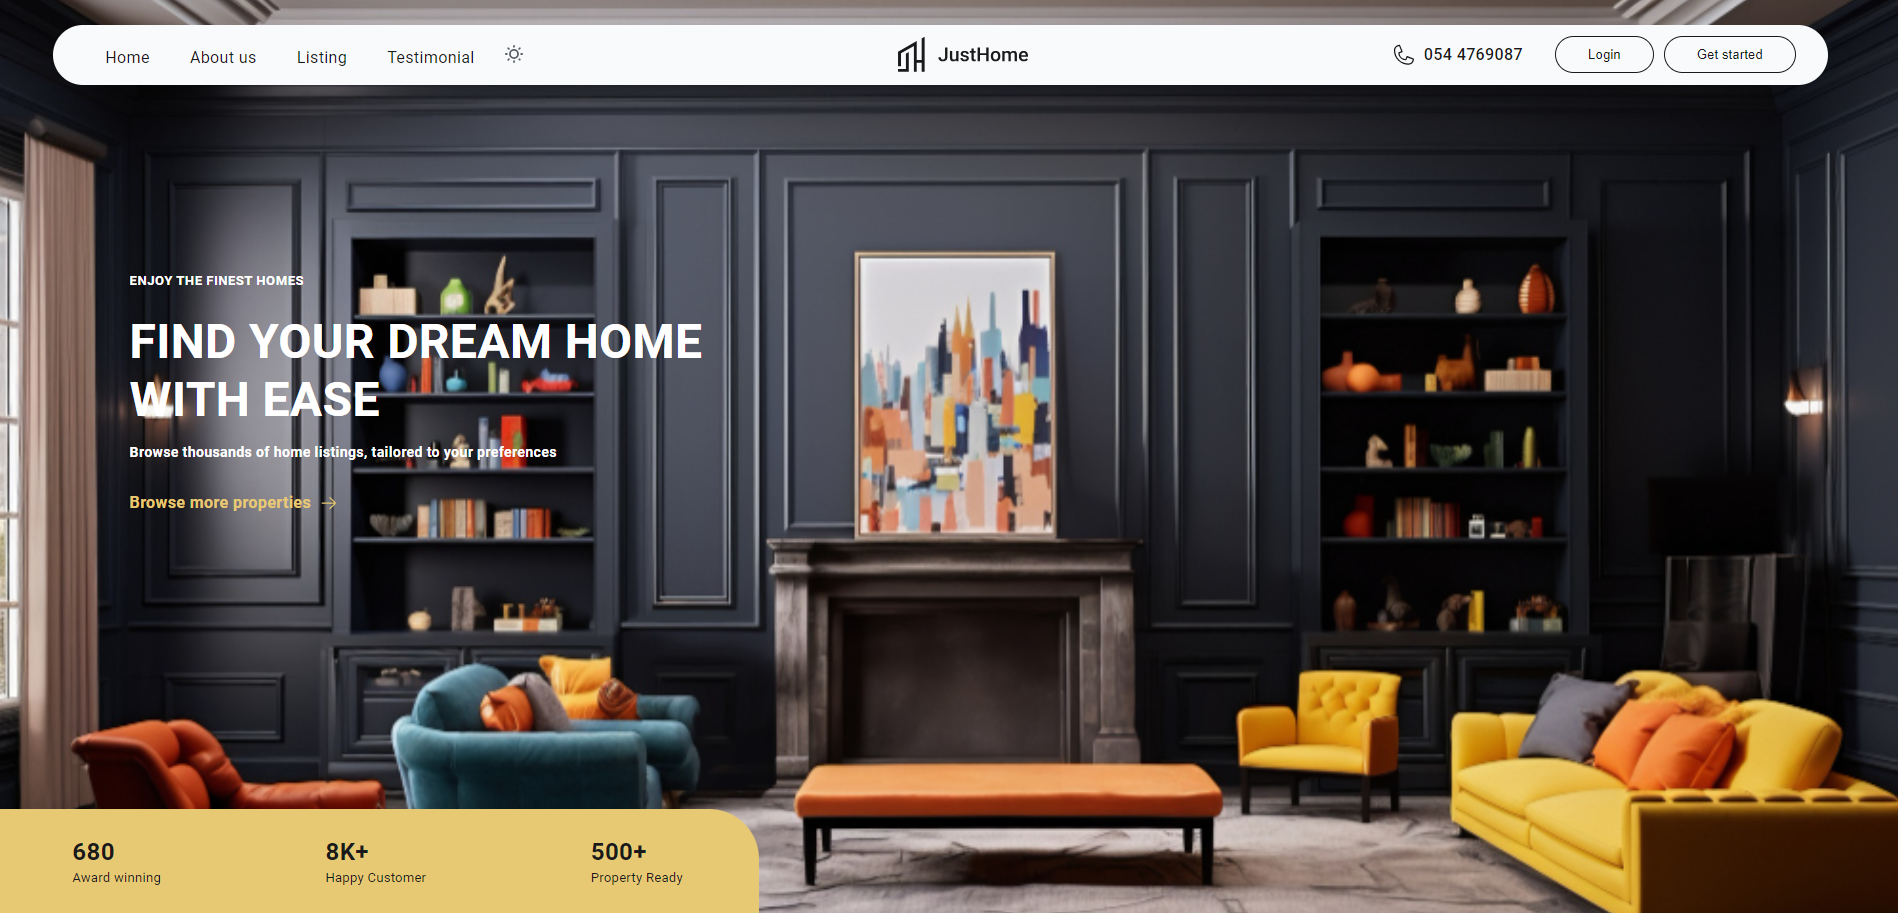 Home About us Listing Testimonial JustHome 054 4769087 Login Get started
ENJOY THE FINEST HOMES
FIND YOUR DREAM HOME
WITH EASE
Browse thousands of home listings, tailored to your preferences
Browse more properties →
680 8K+ 500+
Award winning Happy Customer Property Ready